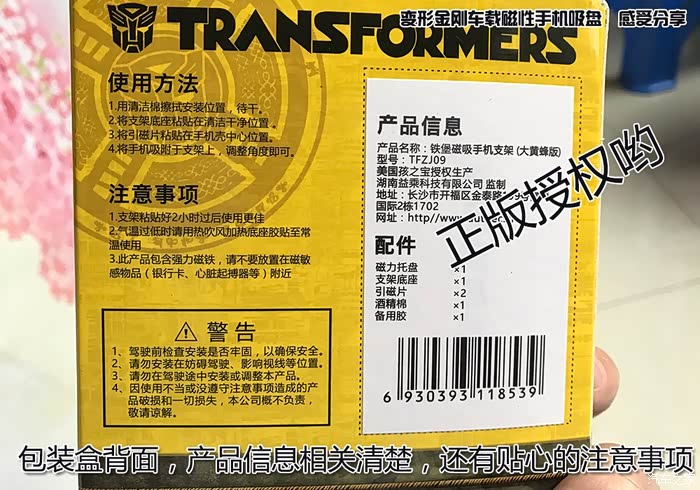 变形金刚车载磁性手机吸盘 感受分享
TRANSFORMERS
使用方法
1.用清洁棉擦拭安装位置，待干。
2.将支架底座粘贴在清洁干净位置。
3.将引磁片粘贴在手机壳中心位置。
4.将手机吸附于支架上，调整角度即可。
注意事项
1.支架粘贴好2小时过后使用更佳
2.气温过低时请用热吹风加热底座胶贴至常
温使用
3.此产品包含强力磁铁，请不要放置在磁敏
感物品（银行卡、心脏起搏器等）附近
警告
1、驾驶前检查安装是否牢固，以确保安全。
2、请勿安装在妨碍驾驶、影响视线等位置。
3、请勿在驾驶途中安装或调整本产品。
4、因使用不当或没遵守注意事项造成的产
品破损和一切损失，本公司概不负责，
敬请谅解。
产品信息
产品名称：铁堡磁吸手机支架 (大黄蜂版)
型号：TFZJ09
美国孩之宝授权生产
湖南益乘科技有限公司 监制
地址：长沙市开福区金泰路
国际2栋1702
网址：http://www
正版授权哟
配件
磁力托盘 ×1
支架底座 ×1
引磁片 ×2
酒精棉 ×1
备用胶 ×1
6 930393 118539
包装盒背面，产品信息相关清楚，还有贴心的注意事项